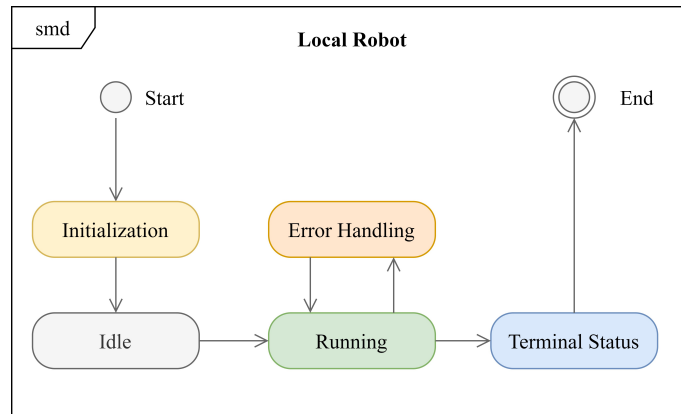 smd
Local Robot
Start
End
Initialization
Error Handling
Idle
Running
Terminal Status